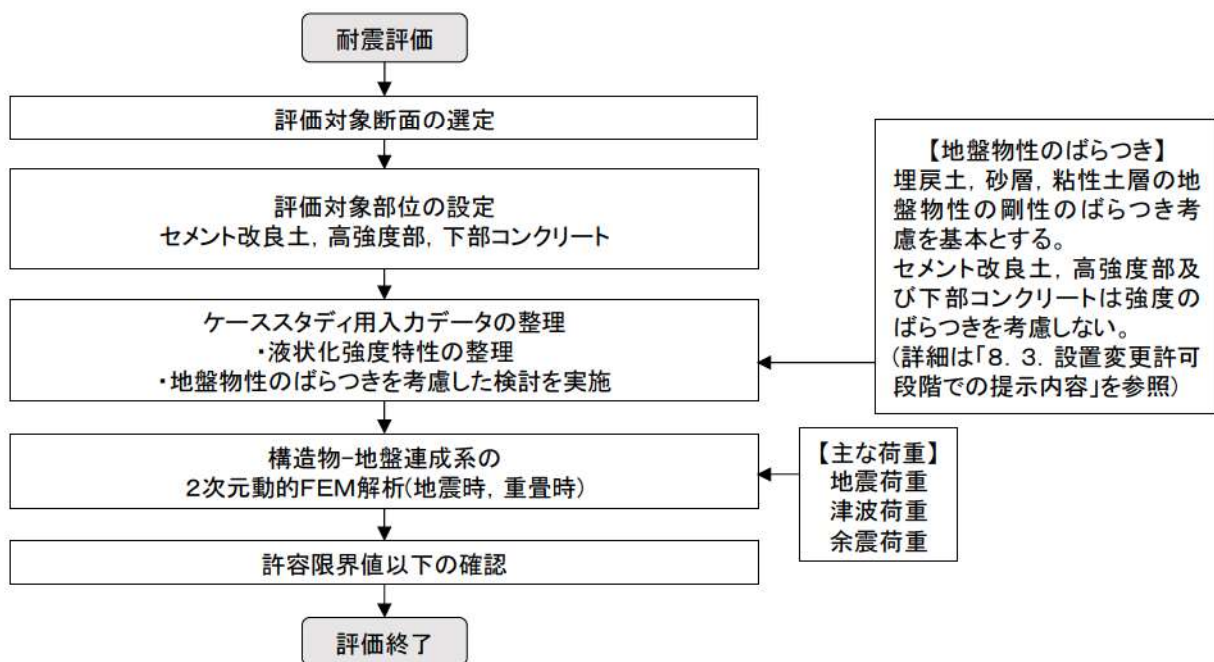 耐震評価
評価対象断面の選定
評価対象部位の設定
セメント改良土，高強度部，下部コンクリート
ケーススタディ用入力データの整理
・液状化強度特性の整理
・地盤物性のばらつきを考慮した検討を実施
【地盤物性のばらつき】
埋戻土，砂層，粘性土層の地
盤物性の剛性のばらつき考
慮を基本とする。
セメント改良土，高強度部及
び下部コンクリートは強度の
ばらつきを考慮しない。
(詳細は「８．３．設置変更許可
段階での提示内容」を参照)
構造物-地盤連成系の
２次元動的ＦＥＭ解析(地震時，重畳時)
【主な荷重】
地震荷重
津波荷重
余震荷重
許容限界値以下の確認
評価終了